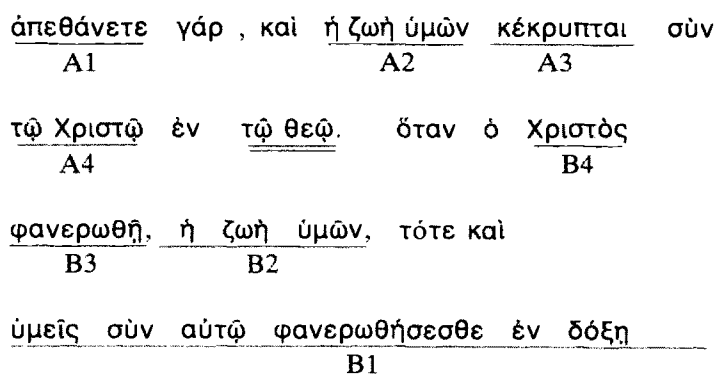 ἀπεθάνετε γάρ , καὶ ἡ ζωὴ ὑμῶν κέκρυπται σὺν
A1 A2 A3
τῷ Χριστῷ ἐν τῷ θεῷ. ὅταν ὁ Χριστὸς
A4 B4
φανερωθῇ, ἡ ζωὴ ὑμῶν, τότε καὶ
B3 B2
ὑμεῖς σὺν αὐτῷ φανερωθήσεσθε ἐν δόξῃ
B1